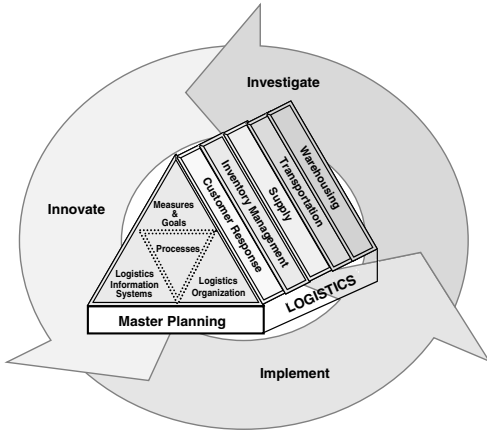 Investigate
Innovate
Implement
Measures
&
Goals
Processes
Logistics
Information
Systems
Logistics
Organization
Master Planning
Customer Response
Inventory Management
Supply
Transportation
Warehousing
LOGISTICS